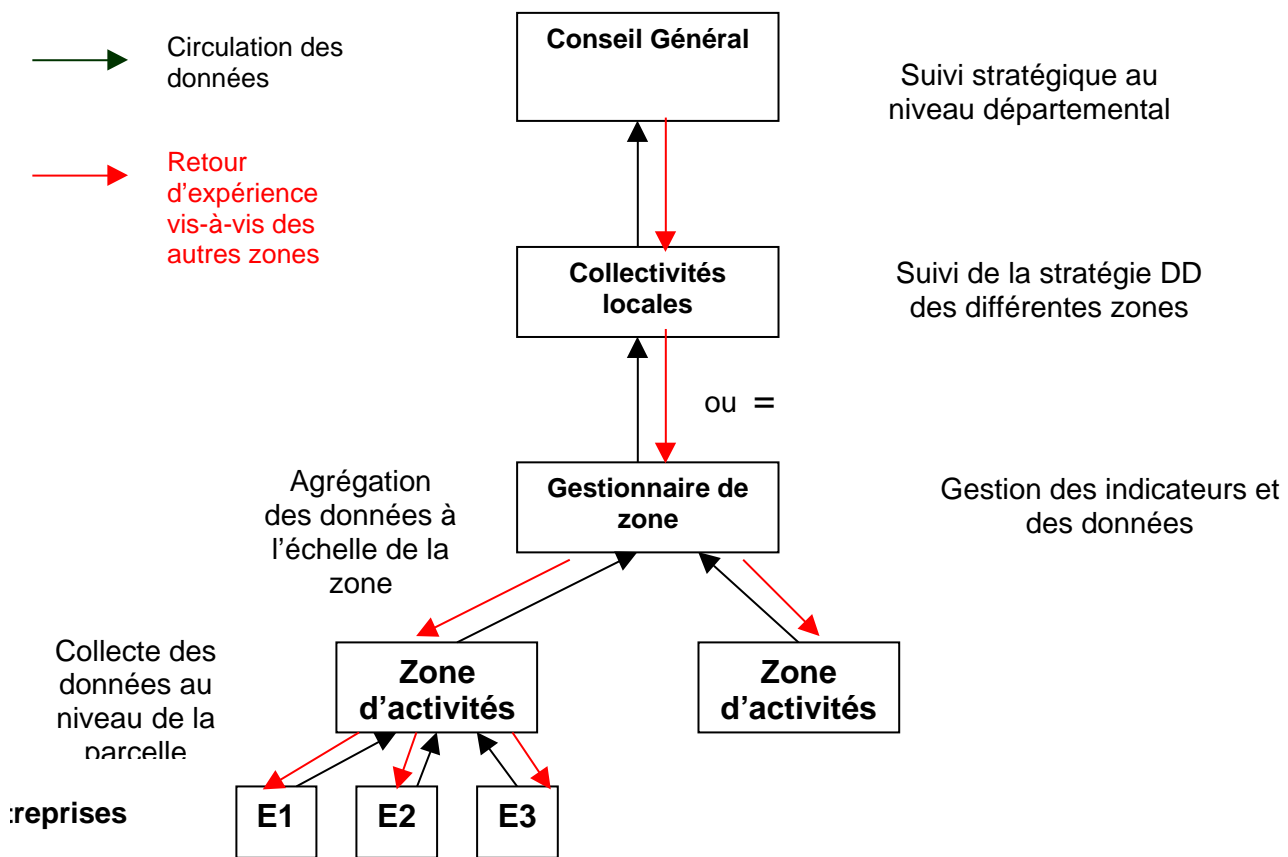 Circulation des
données
Retour
d'expérience
vis-à-vis des
autres zones
Conseil Général
Suivi stratégique au
niveau départemental
Collectivités
locales
Suivi de la stratégie DD
des différentes zones
ou =
Agrégation
des données à
l'échelle de la
zone
Gestionnaire de
zone
Gestion des indicateurs et
des données
Collecte des
données au
niveau de la
parcelle
Zone
d'activités
Zone
d'activités
treprises
E1
E2
E3